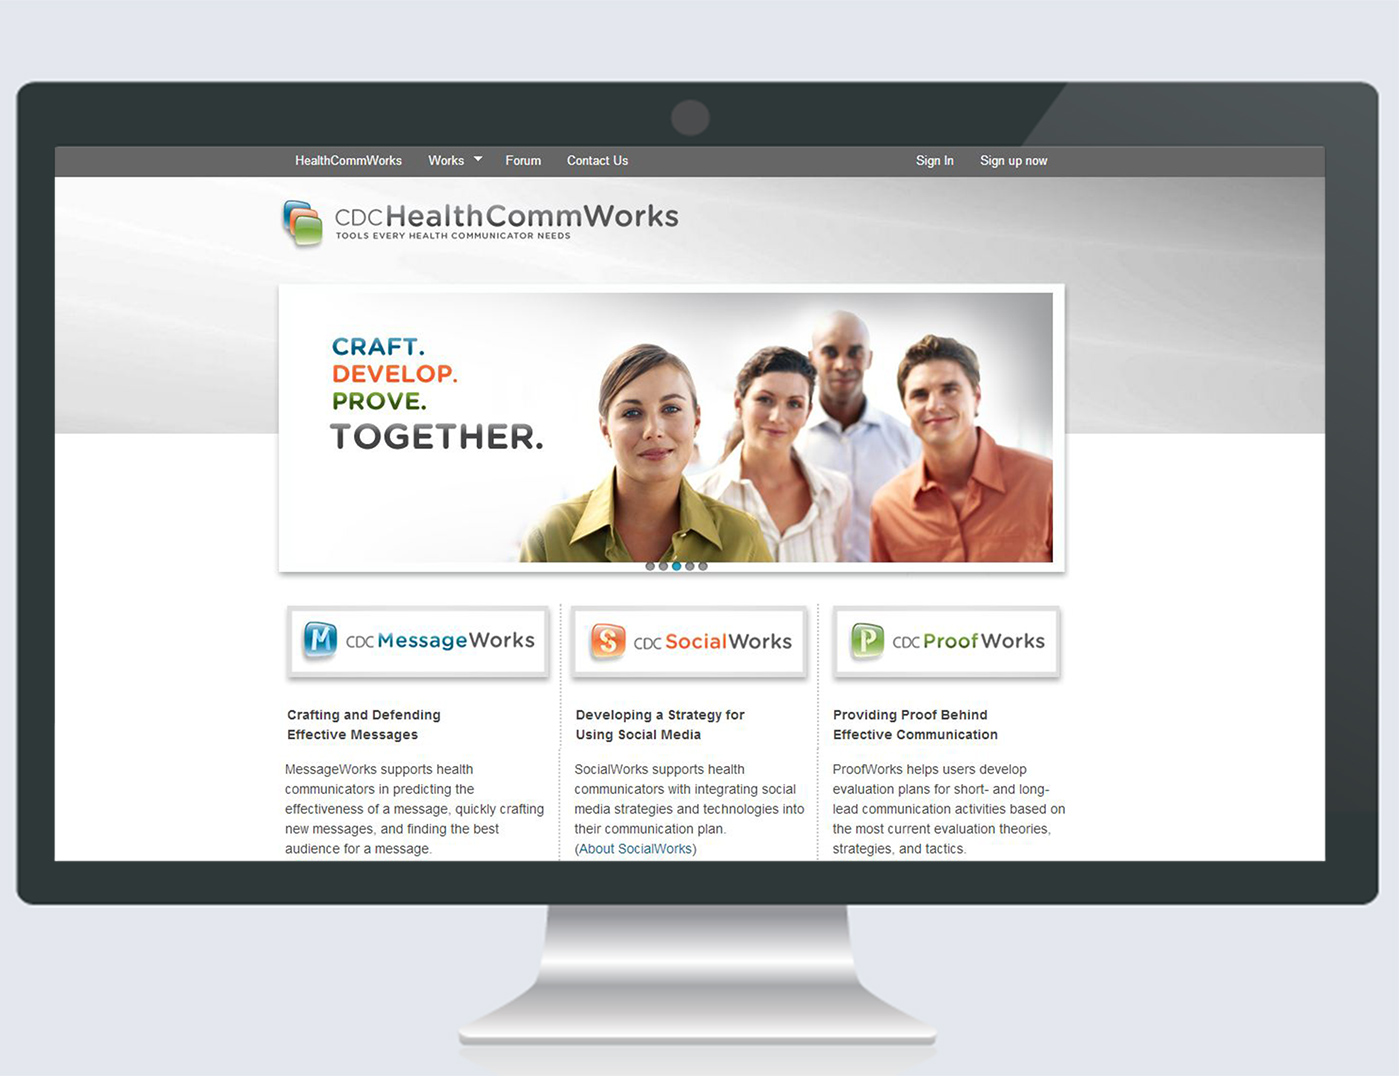 HealthCommWorks Works Forum Contact Us Sign In Sign up now
CDC HealthCommWorks
TOOLS EVERY HEALTH COMMUNICATOR NEEDS
CRAFT.
DEVELOP.
PROVE.
TOGETHER.
M CDC MessageWorks
Crafting and Defending
Effective Messages
MessageWorks supports health
communicators in predicting the
effectiveness of a message, quickly crafting
new messages, and finding the best
audience for a message.
S CDC SocialWorks
Developing a Strategy for
Using Social Media
SocialWorks supports health
communicators with integrating social
media strategies and technologies into
their communication plan.
(About SocialWorks)
P CDC ProofWorks
Providing Proof Behind
Effective Communication
ProofWorks helps users develop
evaluation plans for short- and long-
lead communication activities based on
the most current evaluation theories,
strategies, and tactics.